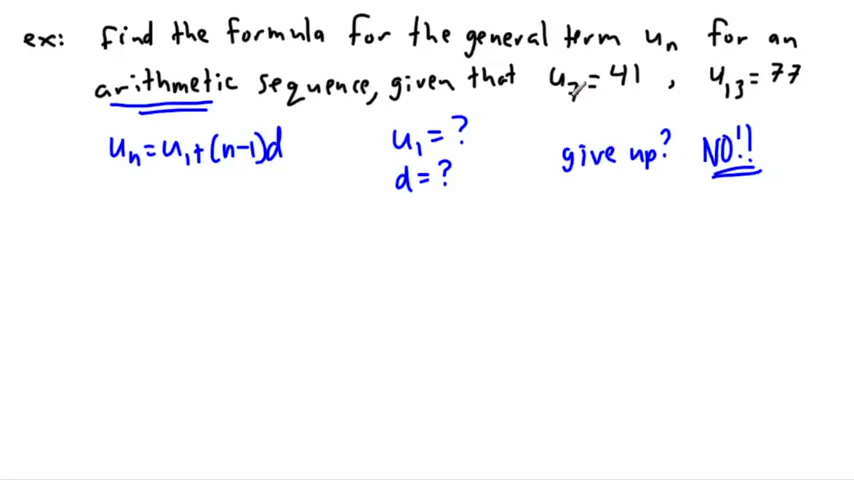 ex: Find the formula for the general term uₙ for an
arithmetic sequence, given that u₇ = 41 , u₁₃ = 77
uₙ = u₁ + (n-1)d u₁ = ? give up? NO!!
d = ?